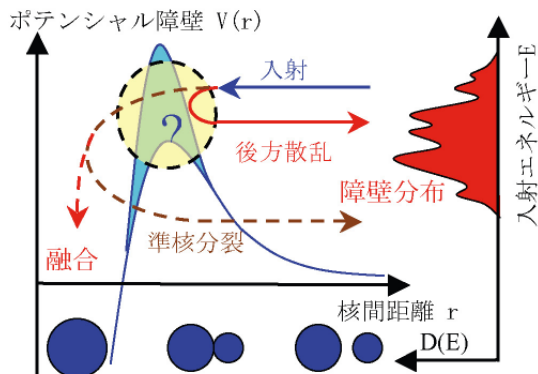 ポテンシャル障壁 V(r)
入射
?
後方散乱
障壁分布
準核分裂
融合
核間距離 r
D(E)
入射エネルギーE